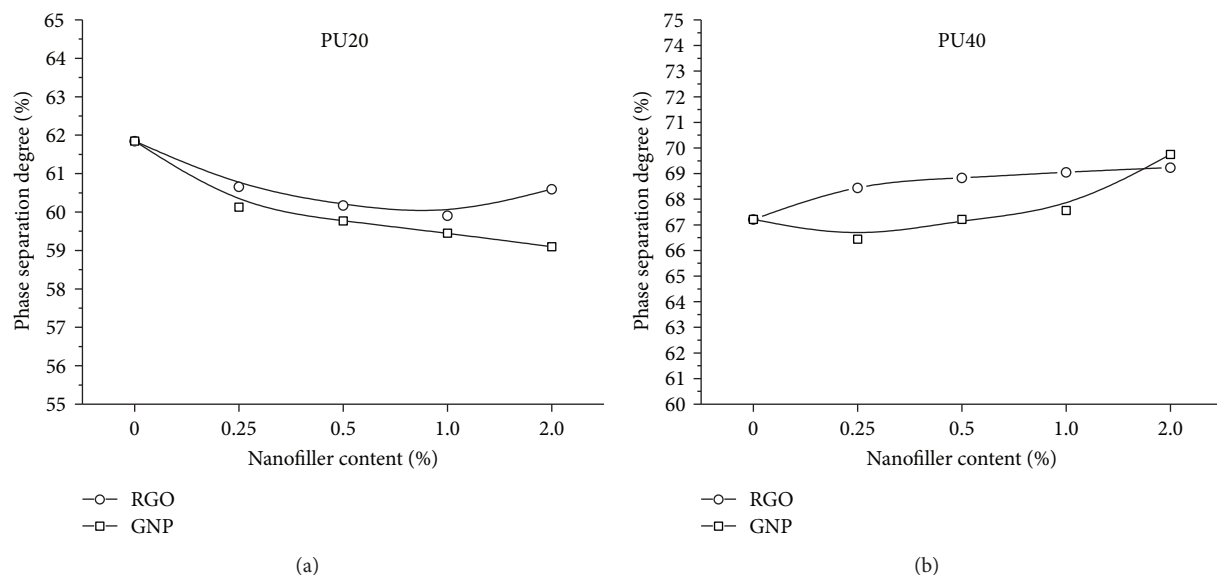 PU20
Phase separation degree (%)
65
64
63
62
61
60
59
58
57
56
55
0 0.25 0.5 1.0 2.0
Nanofiller content (%)
RGO
GNP
(a)
PU40
Phase separation degree (%)
75
74
73
72
71
70
69
68
67
66
65
64
63
62
61
60
0 0.25 0.5 1.0 2.0
Nanofiller content (%)
RGO
GNP
(b)